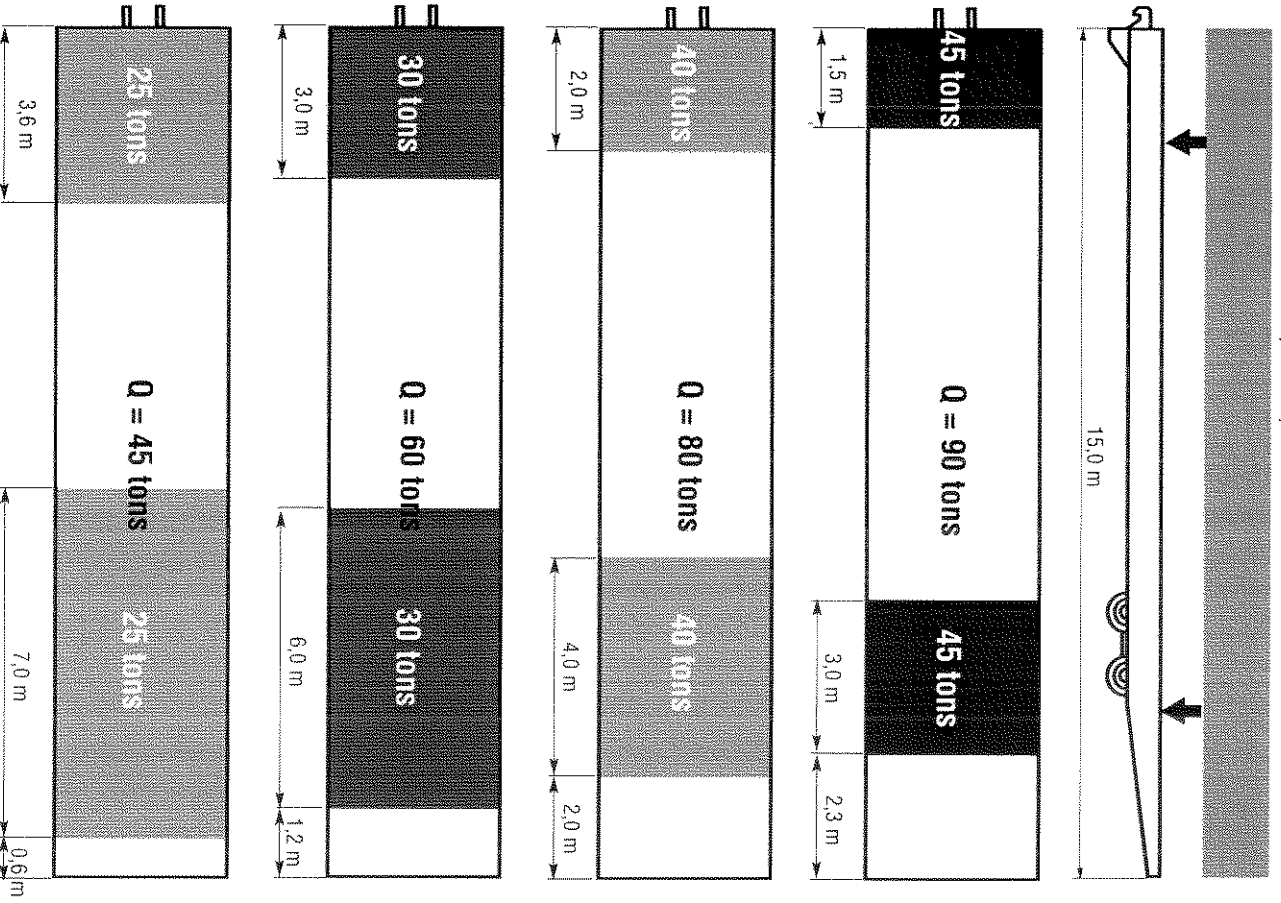 15,0 m
45 tons
Q = 90 tons
45 tons
1,5 m
3,0 m
2,3 m
40 tons
Q = 80 tons
40 tons
2,0 m
4,0 m
2,0 m
30 tons
Q = 60 tons
30 tons
3,0 m
6,0 m
1,2 m
25 tons
Q = 45 tons
25 tons
3,6 m
7,0 m
0,6 m